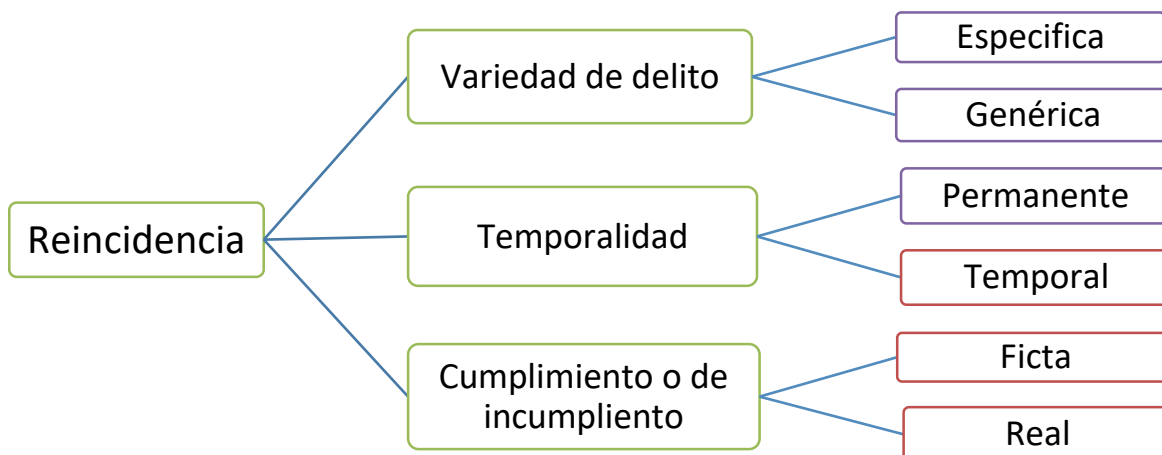 Reincidencia
Variedad de delito
Especifica
Genérica
Temporalidad
Permanente
Temporal
Cumplimiento o de
incumpliento
Ficta
Real